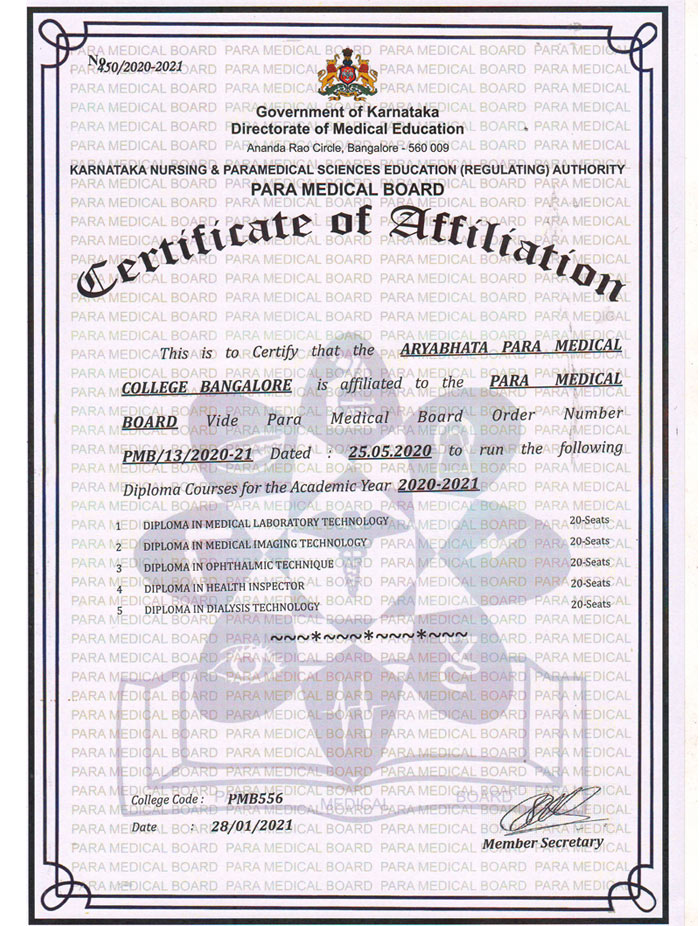 No.
450/2020-2021
Government of Karnataka
Directorate of Medical Education
Ananda Rao Circle, Bangalore - 560 009
KARNATAKA NURSING & PARAMEDICAL SCIENCES EDUCATION (REGULATING) AUTHORITY
PARA MEDICAL BOARD
Certificate of Affiliation
This is to Certify that the ARYABHATA PARA MEDICAL
COLLEGE BANGALORE is affiliated to the PARA MEDICAL
BOARD Vide Para Medical Board Order Number
PMB/13/2020-21 Dated : 25.05.2020 to run the following
Diploma Courses for the Academic Year 2020-2021
1 DIPLOMA IN MEDICAL LABORATORY TECHNOLOGY 20-Seats
2 DIPLOMA IN MEDICAL IMAGING TECHNOLOGY 20-Seats
3 DIPLOMA IN OPHTHALMIC TECHNIQUE 20-Seats
4 DIPLOMA IN HEALTH INSPECTOR 20-Seats
5 DIPLOMA IN DIALYSIS TECHNOLOGY 20-Seats
~~~*~~~*~~~*~~~
PARA MEDICAL BOARD
College Code : PMB556
Date : 28/01/2021
Member Secretary